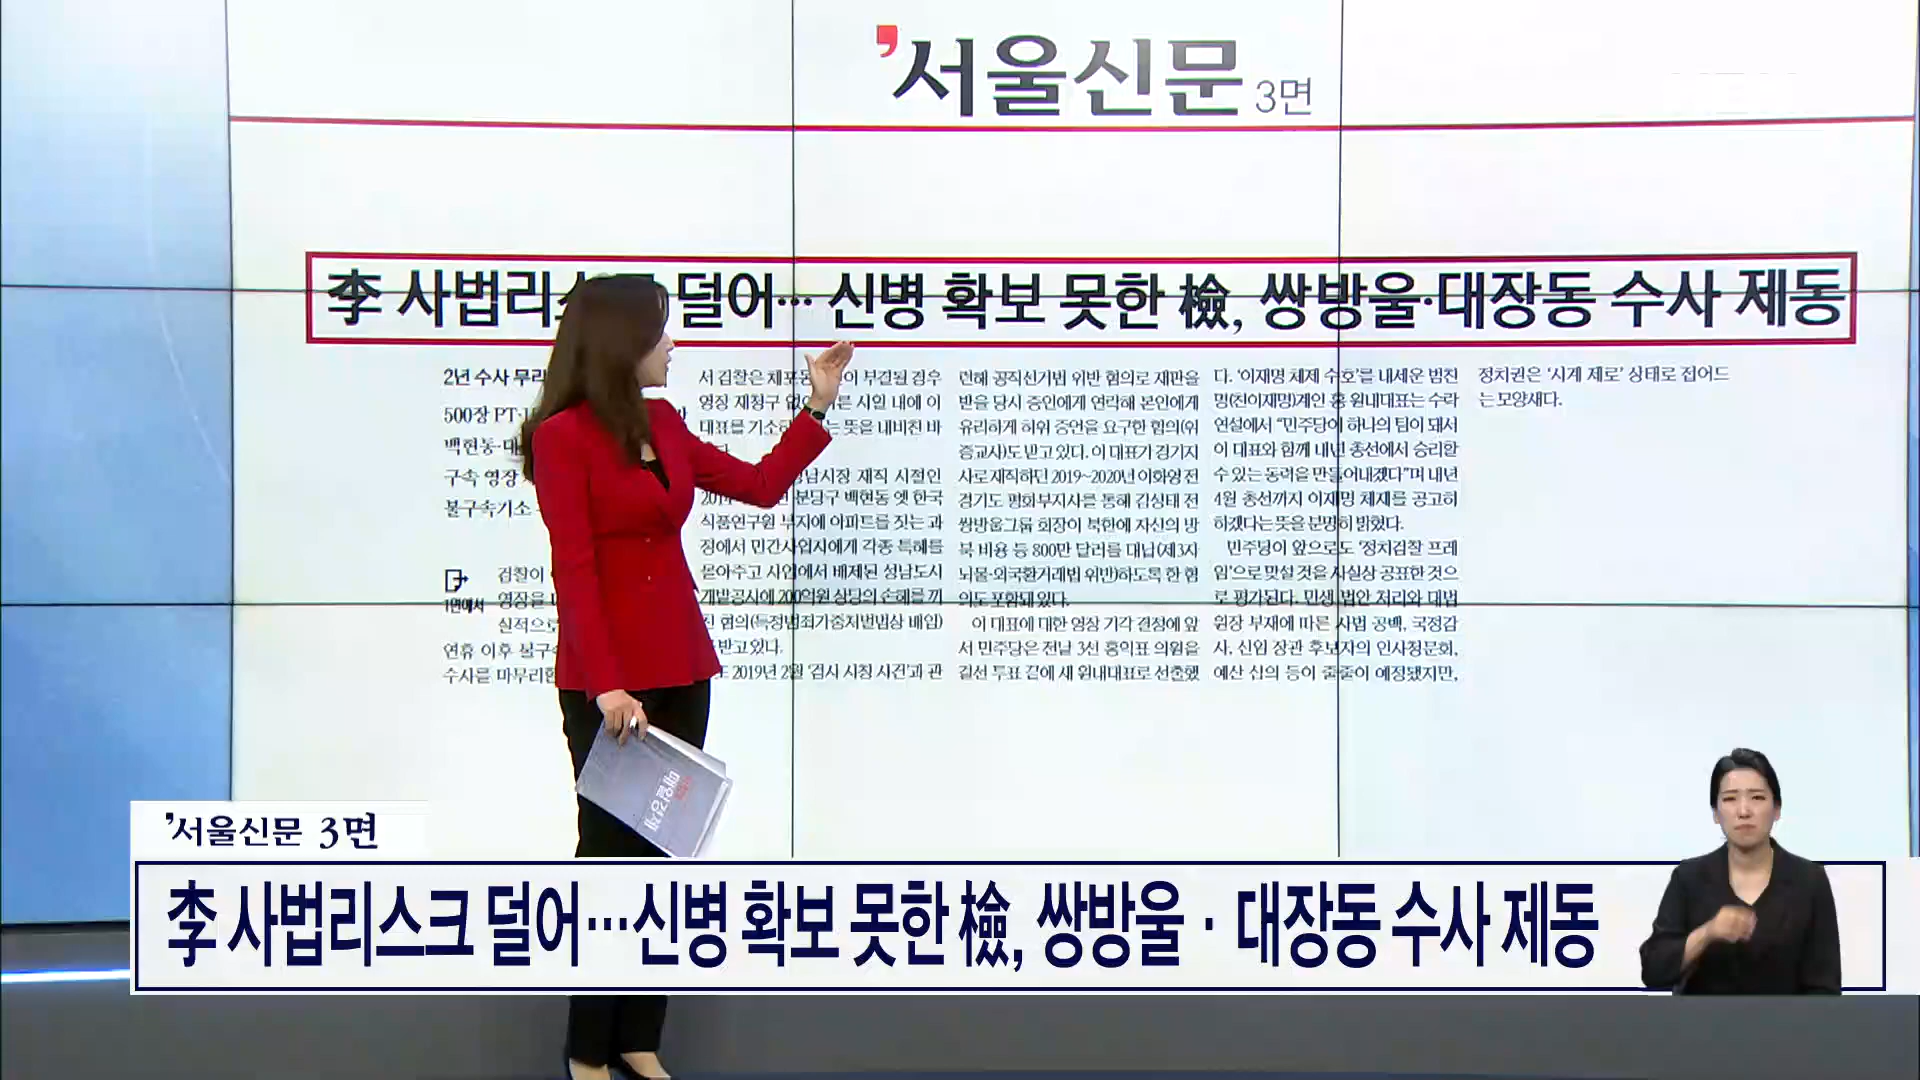 '서울신문 3면
李 사법리스크 덜어… 신병 확보 못한 檢, 쌍방울·대장동 수사 제동
2년 수사 무리
500장 PT·1
백현동·대
구속 영장
불구속기소
1면에서
검찰이
영장을
실적으로
연휴 이후 불구속
수사를 마무리한
서 검찰은 체포동 이 부결될 경우
영장 재청구 없이 른 시일 내에 이
대표를 기소하 는 뜻을 내비친 바
다.
성남시장 재직 시절인
201 분당구 백현동 옛 한국
식품연구원 부지에 아파트를 짓는 과
정에서 민간사업자에게 각종 특혜를
몰아주고 사업에서 배제된 성남도시
개발공사에 200억원 상당의 손해를 끼
친 혐의(특정범죄가중처벌법상 배임)
를 받고 있다.
또 2019년 2월 '검사 사칭 사건'과 관
련해 공직선거법 위반 혐의로 재판을
받을 당시 증인에게 연락해 본인에게
유리하게 허위 증언을 요구한 혐의(위
증교사)도 받고 있다. 이 대표가 경기지
사로 재직하던 2019~2020년 이화영 전
경기도 평화부지사를 통해 김성태 전
쌍방울그룹 회장이 북한에 자신의 방
북 비용 등 800만 달러를 대납(제3자
뇌물·외국환거래법 위반)하도록 한 혐
의도 포함돼 있다.
이 대표에 대한 영장 기각 결정에 앞
서 민주당은 전날 3선 홍익표 의원을
결선 투표 끝에 새 원내대표로 선출했
다. '이재명 체제 수호'를 내세운 범친
명(친이재명)계인 홍 원내대표는 수락
연설에서 "민주당이 하나의 팀이 돼서
이 대표와 함께 내년 총선에서 승리할
수 있는 동력을 만들어내겠다"며 내년
4월 총선까지 이재명 체제를 공고히
하겠다는 뜻을 분명히 밝혔다.
민주당이 앞으로도 '정치검찰 프레
임'으로 맞설 것을 사실상 공표한 것으
로 평가된다. 민생 법안 처리와 대법
원장 부재에 따른 사법 공백, 국정감
사, 신임 장관 후보자의 인사청문회,
예산 심의 등이 줄줄이 예정됐지만,
정치권은 '시계 제로' 상태로 접어드
는 모양새다.
'서울신문 3면
李 사법리스크 덜어…신병 확보 못한 檢, 쌍방울·대장동 수사 제동